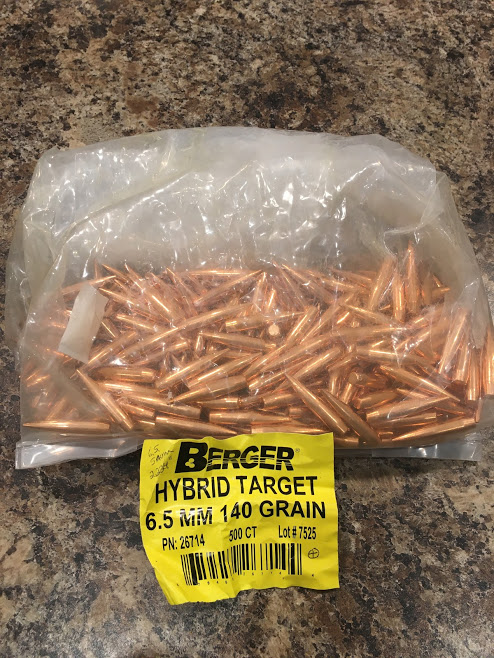 BERGER
HYBRID TARGET
6.5 MM 140 GRAIN
PN: 26714 500 CT Lot # 7525